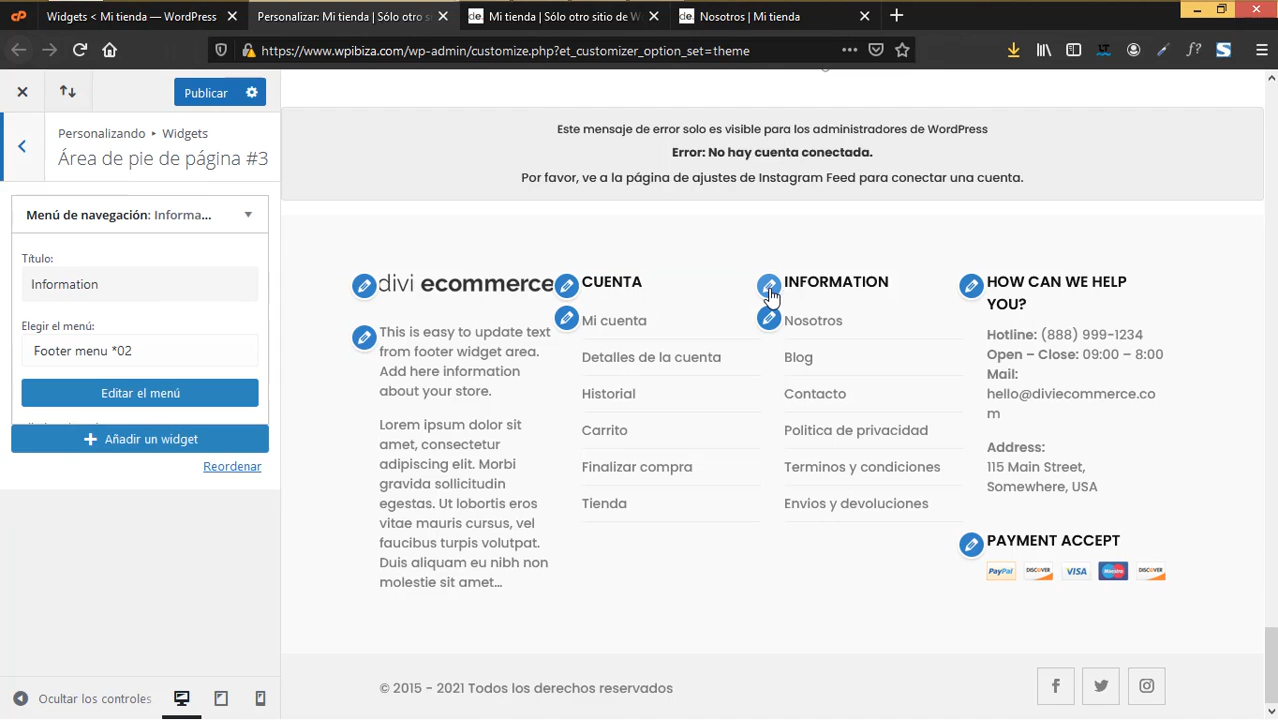 Widgets < Mi tienda — WordPress
Personalizar: Mi tienda | Sólo otro si
Mi tienda | Sólo otro sitio de W
Nosotros | Mi tienda
https://www.wpibiza.com/wp-admin/customize.php?et_customizer_option_set=theme
Publicar
Personalizando ▸ Widgets
Área de pie de página #3
Menú de navegación: Informa...
Título:
Information
Elegir el menú:
Footer menu *02
Editar el menú
Añadir un widget
Reordenar
Ocultar los controles
Este mensaje de error solo es visible para los administradores de WordPress
Error: No hay cuenta conectada.
Por favor, ve a la página de ajustes de Instagram Feed para conectar una cuenta.
divi ecommerce
This is easy to update text
from footer widget area.
Add here information
about your store.
Lorem ipsum dolor sit
amet, consectetur
adipiscing elit. Morbi
gravida sollicitudin
egestas. Ut lobortis eros
vitae mauris cursus, vel
faucibus turpis volutpat.
Duis aliquam eu nibh non
molestie sit amet...
CUENTA
Mi cuenta
Detalles de la cuenta
Historial
Carrito
Finalizar compra
Tienda
INFORMATION
Nosotros
Blog
Contacto
Politica de privacidad
Terminos y condiciones
Envios y devoluciones
HOW CAN WE HELP
YOU?
Hotline: (888) 999-1234
Open – Close: 09:00 – 8:00
Mail:
hello@diviecommerce.co
m
Address:
115 Main Street,
Somewhere, USA
PAYMENT ACCEPT
PayPal DISCOVER VISA Maestro DISCOVER
© 2015 - 2021 Todos los derechos reservados